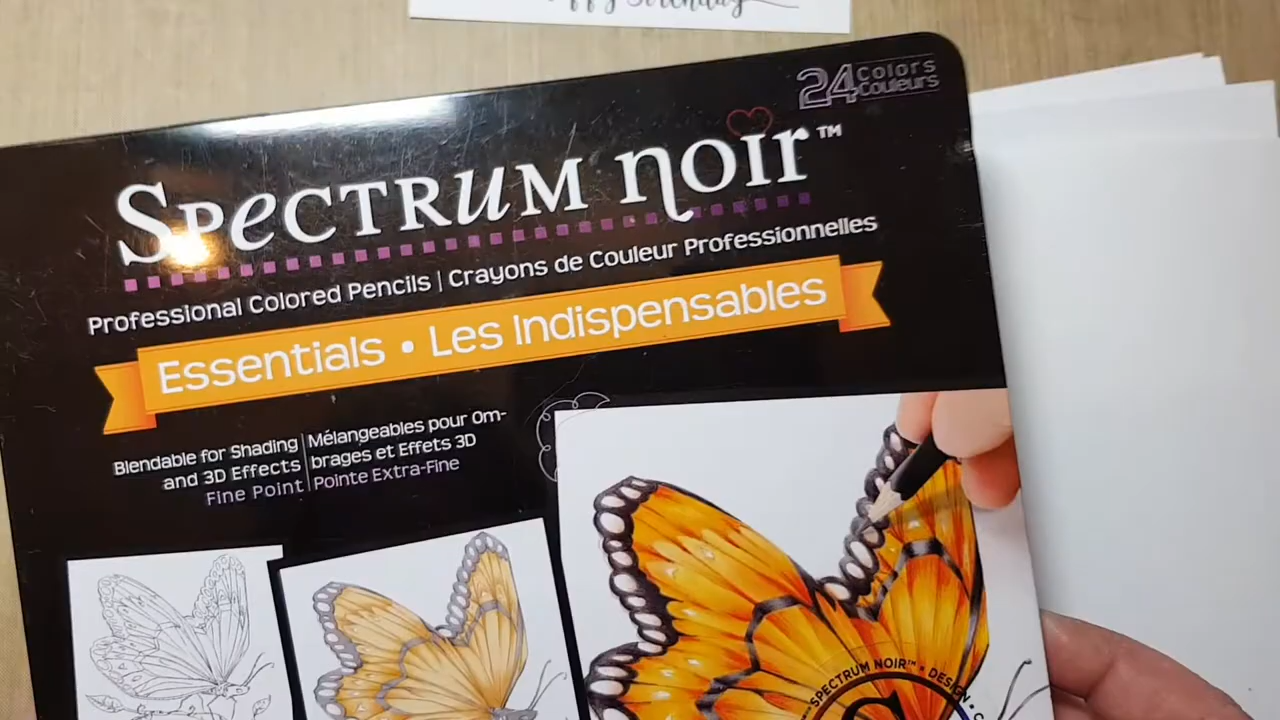 Birthday
24 Colors
Couleurs
Spectrum noir™
Professional Colored Pencils | Crayons de Couleur Professionnelles
Essentials • Les Indispensables
Blendable for Shading
and 3D Effects
Fine Point
Mélangeables pour Om-
brages et Effets 3D
Pointe Extra-Fine
SPECTRUM NOIR™ • DESIGN •